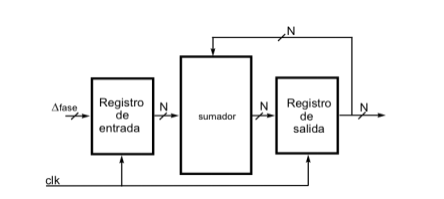 N
Δfase
Registro
de
entrada
N
sumador
N
Registro
de
salida
N
clk